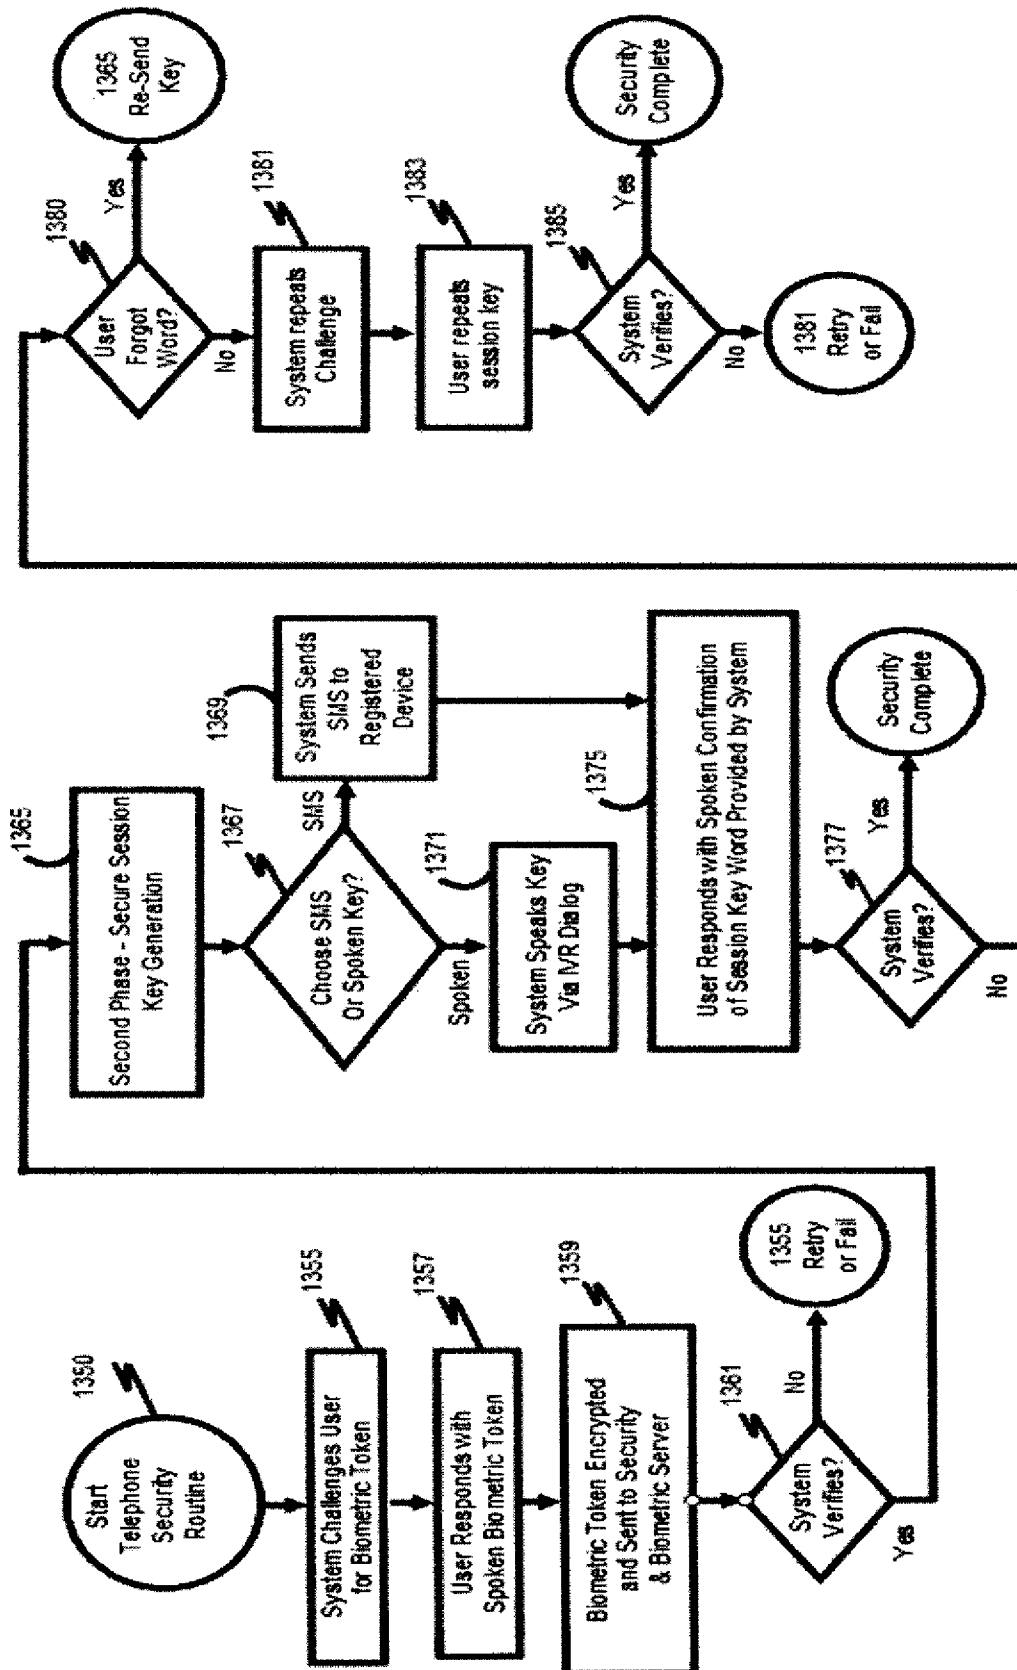 1350
Start
Telephone
Security
Routine
1355
System Challenges User
for Biometric Token
1357
User Responds with
Spoken Biometric Token
1359
Biometric Token Encrypted
and Sent to Security
& Biometric Server
1361
System
Verifies?
No
1355
Retry
or Fail
Yes
1365
Second Phase - Secure Session
Key Generation
1367
Choose SMS
Or Spoken Key?
SMS
1369
System Sends
SMS to
Registered
Device
Spoken
1371
System Speaks Key
Via IVR Dialog
1375
User Responds with Spoken Confirmation
of Session Key Word Provided by System
1377
System
Verifies?
Yes
Security
Complete
No
1380
User
Forgot
Word?
Yes
1365
Re-Send
Key
No
1381
System repeats
Challenge
1383
User repeats
session key
1385
System
Verifies?
Yes
Security
Complete
No
1381
Retry
or Fail